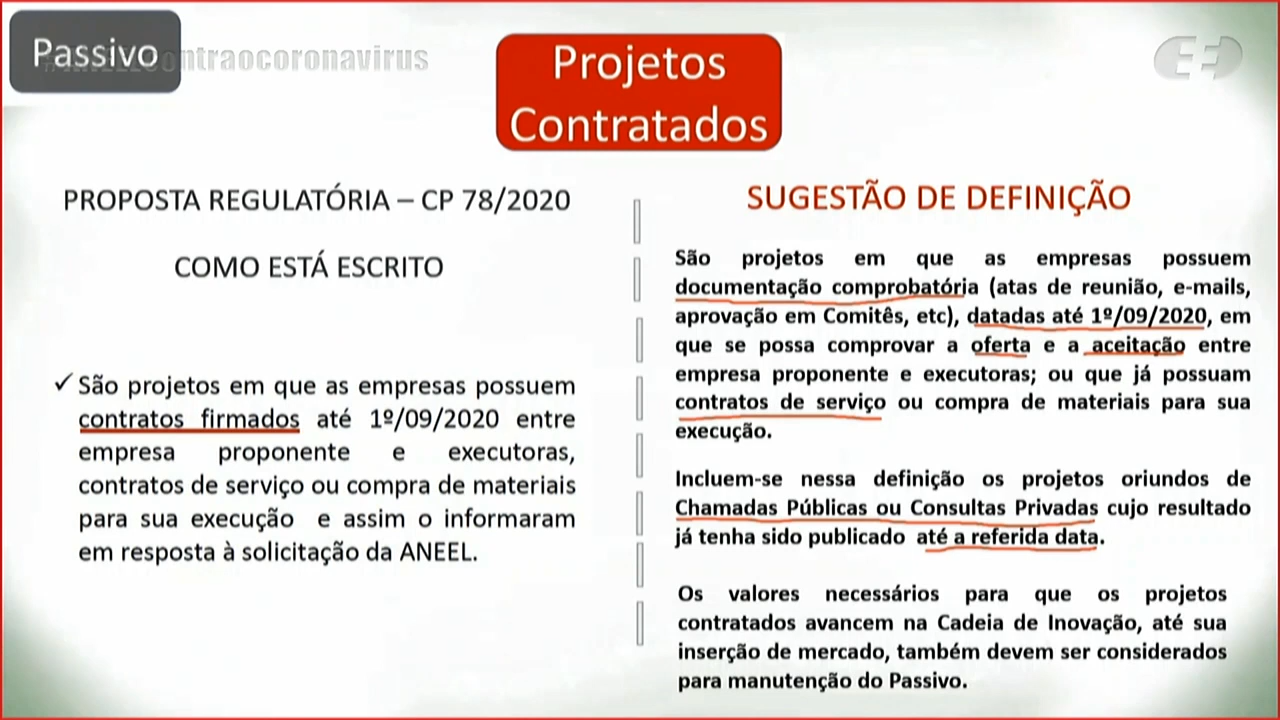 Passivo
contraocoronavirus
Projetos
Contratados
PROPOSTA REGULATÓRIA – CP 78/2020
COMO ESTÁ ESCRITO
✓ São projetos em que as empresas possuem
contratos firmados até 1º/09/2020 entre
empresa proponente e executoras,
contratos de serviço ou compra de materiais
para sua execução e assim o informaram
em resposta à solicitação da ANEEL.
SUGESTÃO DE DEFINIÇÃO
São projetos em que as empresas possuem
documentação comprobatória (atas de reunião, e-mails,
aprovação em Comitês, etc), datadas até 1º/09/2020, em
que se possa comprovar a oferta e a aceitação entre
empresa proponente e executoras; ou que já possuam
contratos de serviço ou compra de materiais para sua
execução.
Incluem-se nessa definição os projetos oriundos de
Chamadas Públicas ou Consultas Privadas cujo resultado
já tenha sido publicado até a referida data.
Os valores necessários para que os projetos
contratados avancem na Cadeia de Inovação, até sua
inserção de mercado, também devem ser considerados
para manutenção do Passivo.